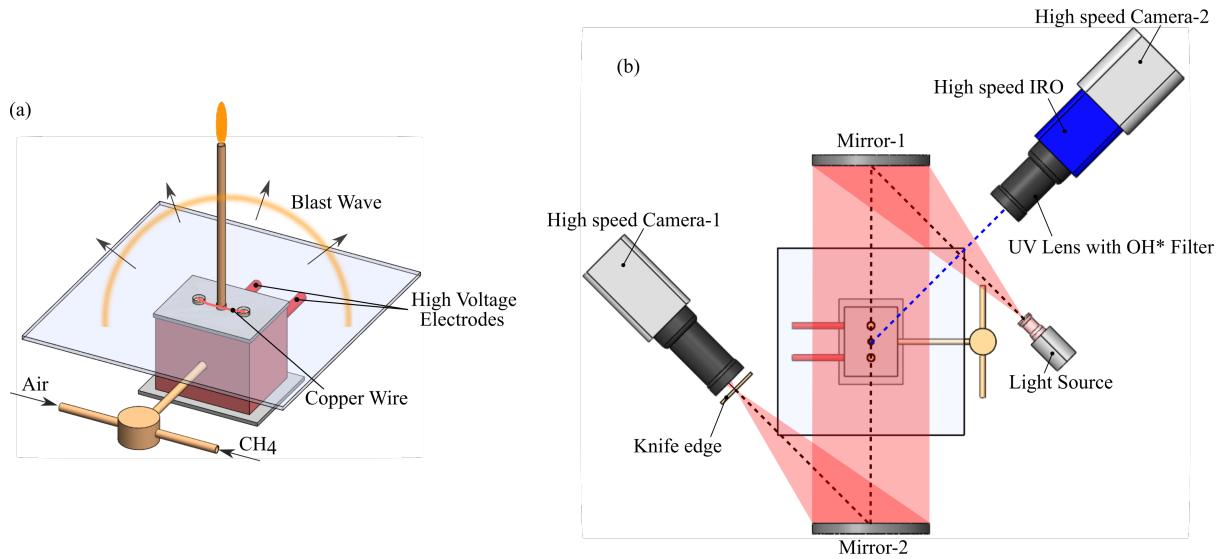 (a)
Blast Wave
High Voltage
Electrodes
Copper Wire
Air
CH4
(b)
High speed Camera-2
High speed IRO
Mirror-1
High speed Camera-1
UV Lens with OH* Filter
Light Source
Knife edge
Mirror-2